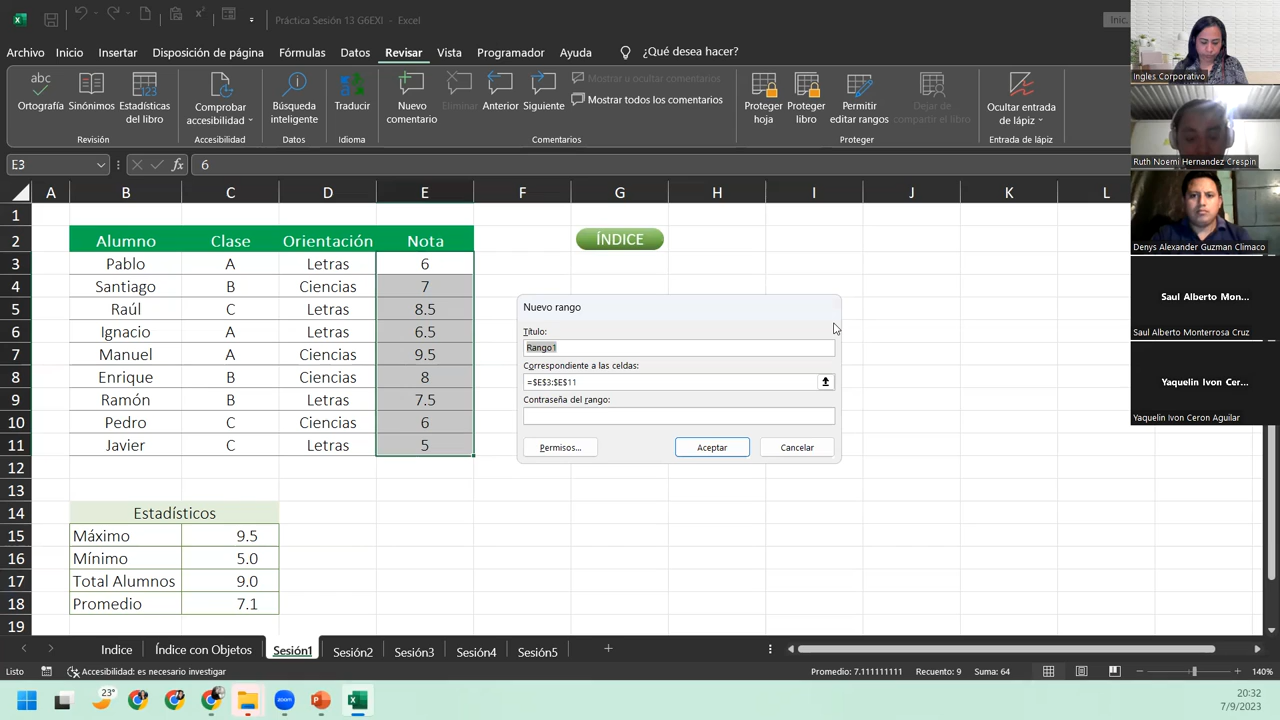 Práctica Sesión 13 G6EXI - Excel
Inic
Archivo Inicio Insertar Disposición de página Fórmulas Datos Revisar Vista Programador Ayuda ¿Qué desea hacer?
Ortografía Sinónimos Estadísticas del libro
Revisión
Comprobar accesibilidad
Accesibilidad
Búsqueda inteligente
Datos
Traducir
Idioma
Nuevo comentario Eliminar Anterior Siguiente
Mostrar u ocultar comentarios
Mostrar todos los comentarios
Comentarios
Proteger hoja Proteger libro Permitir editar rangos Dejar de compartir el libro
Proteger
Ocultar entrada de lápiz
Entrada de lápiz
E3 fx 6
A B C D E F G H I J K L
1
2 Alumno Clase Orientación Nota ÍNDICE
3 Pablo A Letras 6
4 Santiago B Ciencias 7
5 Raúl C Letras 8.5
6 Ignacio A Letras 6.5
7 Manuel A Ciencias 9.5
8 Enrique B Ciencias 8
9 Ramón B Letras 7.5
10 Pedro C Ciencias 6
11 Javier C Letras 5
12
13
14 Estadísticos
15 Máximo 9.5
16 Mínimo 5.0
17 Total Alumnos 9.0
18 Promedio 7.1
19
Nuevo rango
Título:
Rango1
Correspondiente a las celdas:
=$E$3:$E$11
Contraseña del rango:
Permisos... Aceptar Cancelar
Ingles Corporativo
Ruth Noemi Hernandez Crespin
Denys Alexander Guzman Climaco
Saul Alberto Mon...
Saul Alberto Monterrosa Cruz
Yaquelin Ivon Cer...
Yaquelin Ivon Ceron Aguilar
Indice Índice con Objetos Sesión1 Sesión2 Sesión3 Sesión4 Sesión5
Listo Accesibilidad: es necesario investigar Promedio: 7.111111111 Recuento: 9 Suma: 64 140%
23° zoom
20:32
7/9/2023